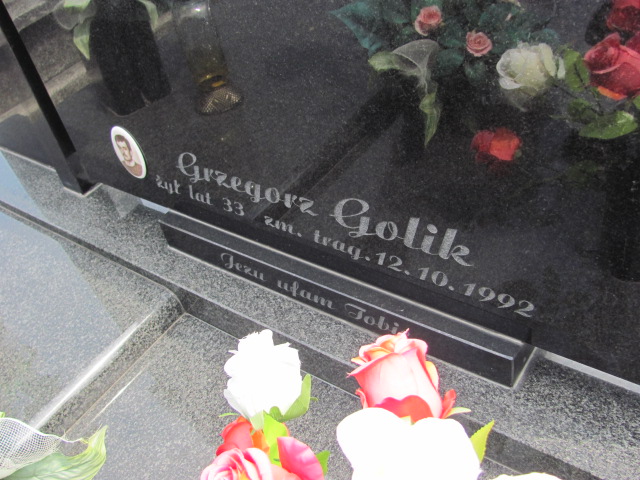 Grzegorz Golik
żył lat 33 zm. trag. 12.10.1992
Jezu ufam Tobie